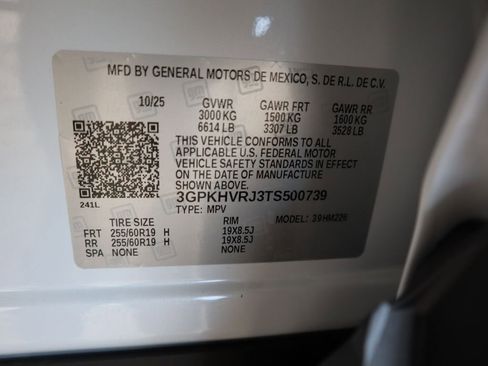 MFD BY GENERAL MOTORS DE MEXICO, S. DE R.L. DE C.V.
10/25 GVWR GAWR FRT GAWR RR
3000 KG 1500 KG 1600 KG
6614 LB 3307 LB 3528 LB
THIS VEHICLE CONFORMS TO ALL
APPLICABLE U.S. FEDERAL MOTOR
VEHICLE SAFETY STANDARDS IN EFFECT
ON THE DATE OF MANUFACTURE
SHOWN ABOVE.
3GPKHVRJ3TS500739
241L
TYPE: MPV MODEL: 39HM226
TIRE SIZE RIM
FRT 255/60R19 H 19X8.5J
RR 255/60R19 H 19X8.5J
SPA NONE NONE